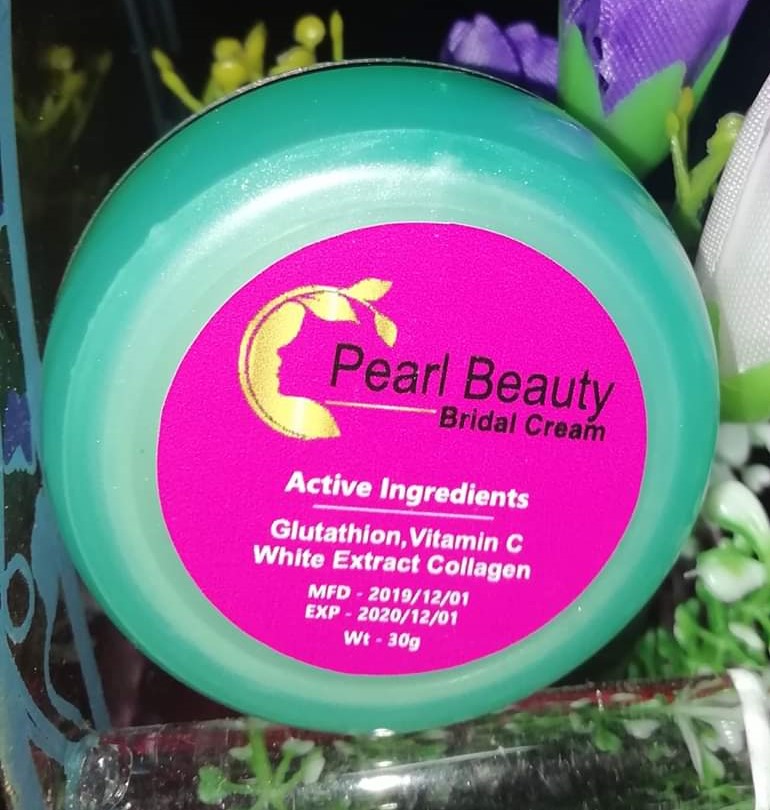 Pearl Beauty
Bridal Cream
Active Ingredients
Glutathion,Vitamin C
White Extract Collagen
MFD - 2019/12/01
EXP - 2020/12/01
Wt - 30g